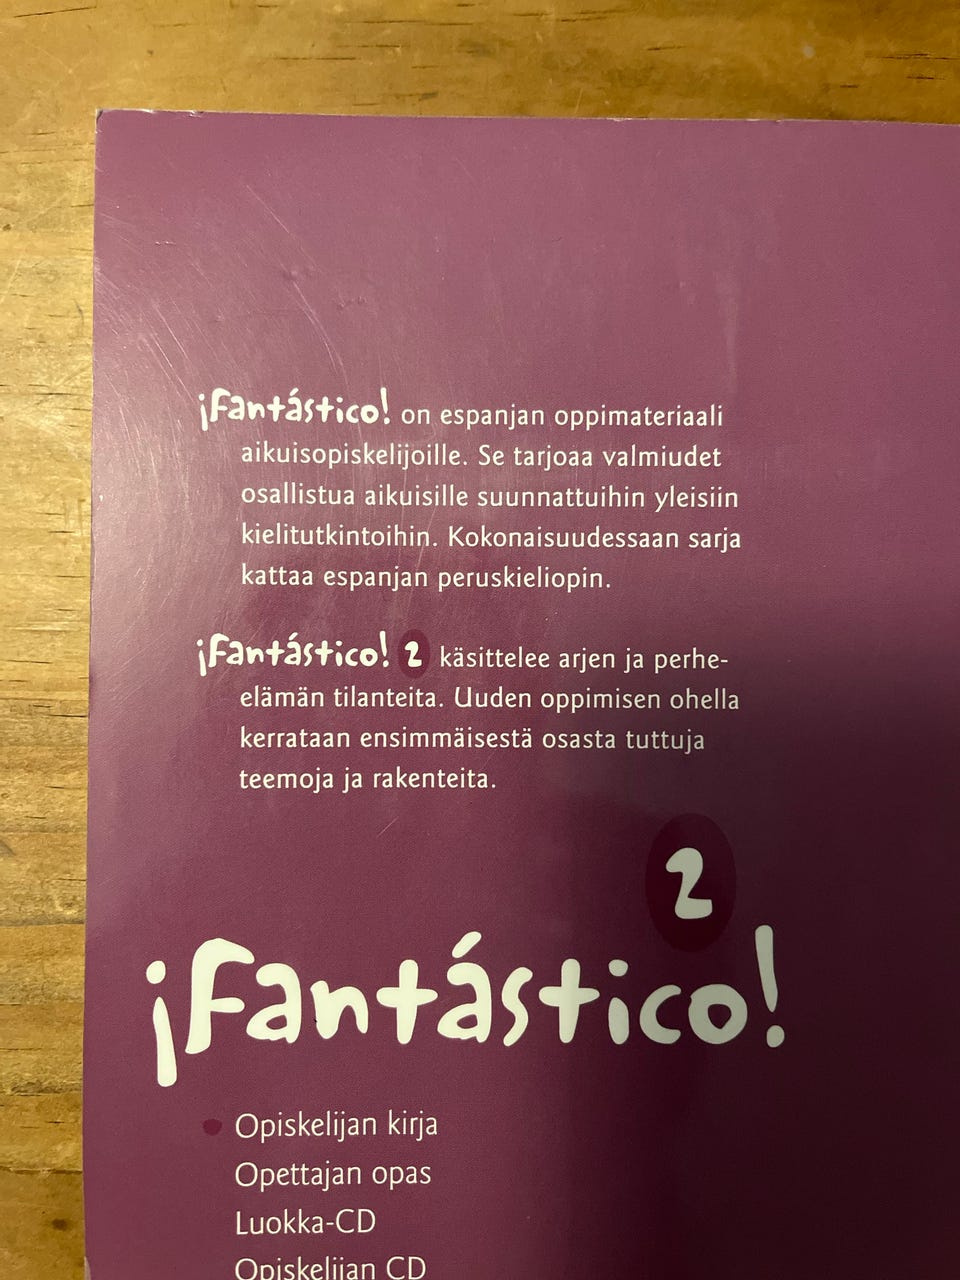 ¡Fantástico! on espanjan oppimateriaali
aikuisopiskelijoille. Se tarjoaa valmiudet
osallistua aikuisille suunnattuihin yleisiin
kielitutkintoihin. Kokonaisuudessaan sarja
kattaa espanjan peruskieliopin.
¡Fantástico! 2 käsittelee arjen ja perhe-
elämän tilanteita. Uuden oppimisen ohella
kerrataan ensimmäisestä osasta tuttuja
teemoja ja rakenteita.
2
¡Fantástico!
Opiskelijan kirja
Opettajan opas
Luokka-CD
Opiskelijan CD